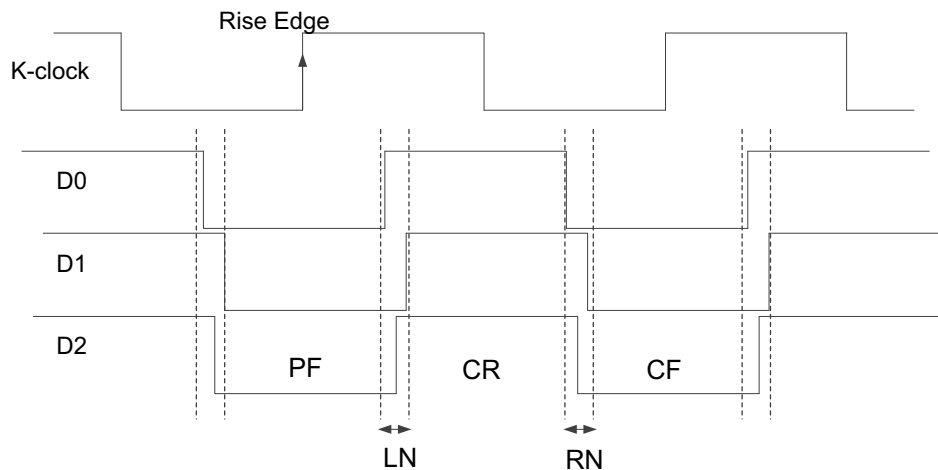 Rise Edge
K-clock
D0
D1
D2
PF
CR
CF
LN
RN